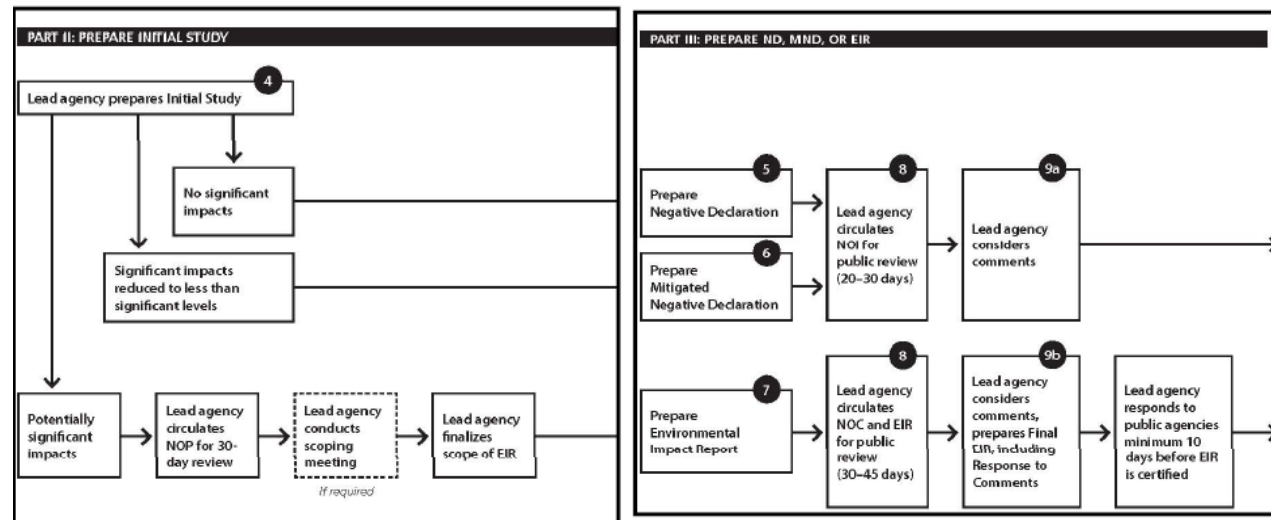 PART II: PREPARE INITIAL STUDY
4
Lead agency prepares Initial Study
No significant
impacts
Significant impacts
reduced to less than
significant levels
Potentially
significant
impacts
Lead agency
circulates
NOP for 30-
day review
Lead agency
conducts
scoping
meeting
If required
Lead agency
finalizes
scope of EIR
PART III: PREPARE ND, MND, OR EIR
5
Prepare
Negative Declaration
6
Prepare
Mitigated
Negative Declaration
8
Lead agency
circulates
NOI for
public review
(20–30 days)
9a
Lead agency
considers
comments
7
Prepare
Environmental
Impact Report
8
Lead agency
circulates
NOC and EIR
for public
review
(30–45 days)
9b
Lead agency
considers
comments,
prepares Final
EIR, including
Response to
Comments
Lead agency
responds to
public agencies
minimum 10
days before EIR
is certified